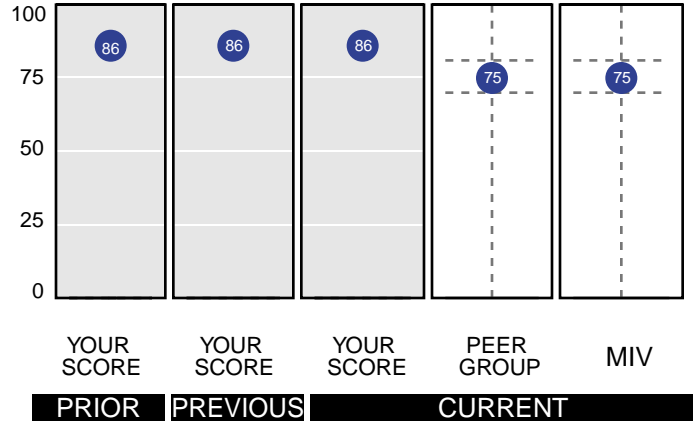 100
75
50
25
0
86
86
86
75
75
YOUR
SCORE
YOUR
SCORE
YOUR
SCORE
PEER
GROUP
MIV
PRIOR
PREVIOUS
CURRENT